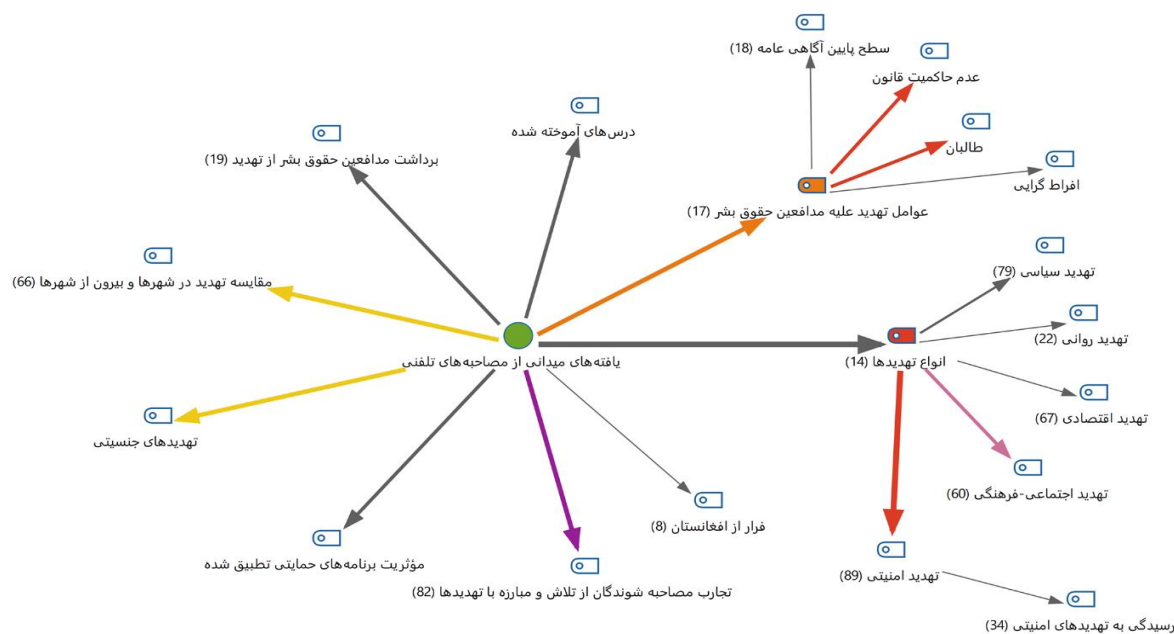 سطح پایین آگاهی عامه (18)
عدم حاکمیت قانون
درس‌های آموخته شده
طالبان
برداشت مدافعین حقوق بشر از تهدید (19)
افراط گرایی
عوامل تهدید علیه مدافعین حقوق بشر (17)
تهدید سیاسی (79)
مقایسه تهدید در شهرها و بیرون از شهرها (66)
تهدید روانی (22)
یافته‌های میدانی از مصاحبه‌های تلفنی
انواع تهدیدها (14)
تهدید اقتصادی (67)
تهدیدهای جنسیتی
تهدید اجتماعی-فرهنگی (60)
فرار از افغانستان (8)
مؤثریت برنامه‌های حمایتی تطبیق شده
تهدید امنیتی (89)
تجارب مصاحبه شوندگان از تلاش و مبارزه با تهدیدها (82)
رسیدگی به تهدیدهای امنیتی (34)